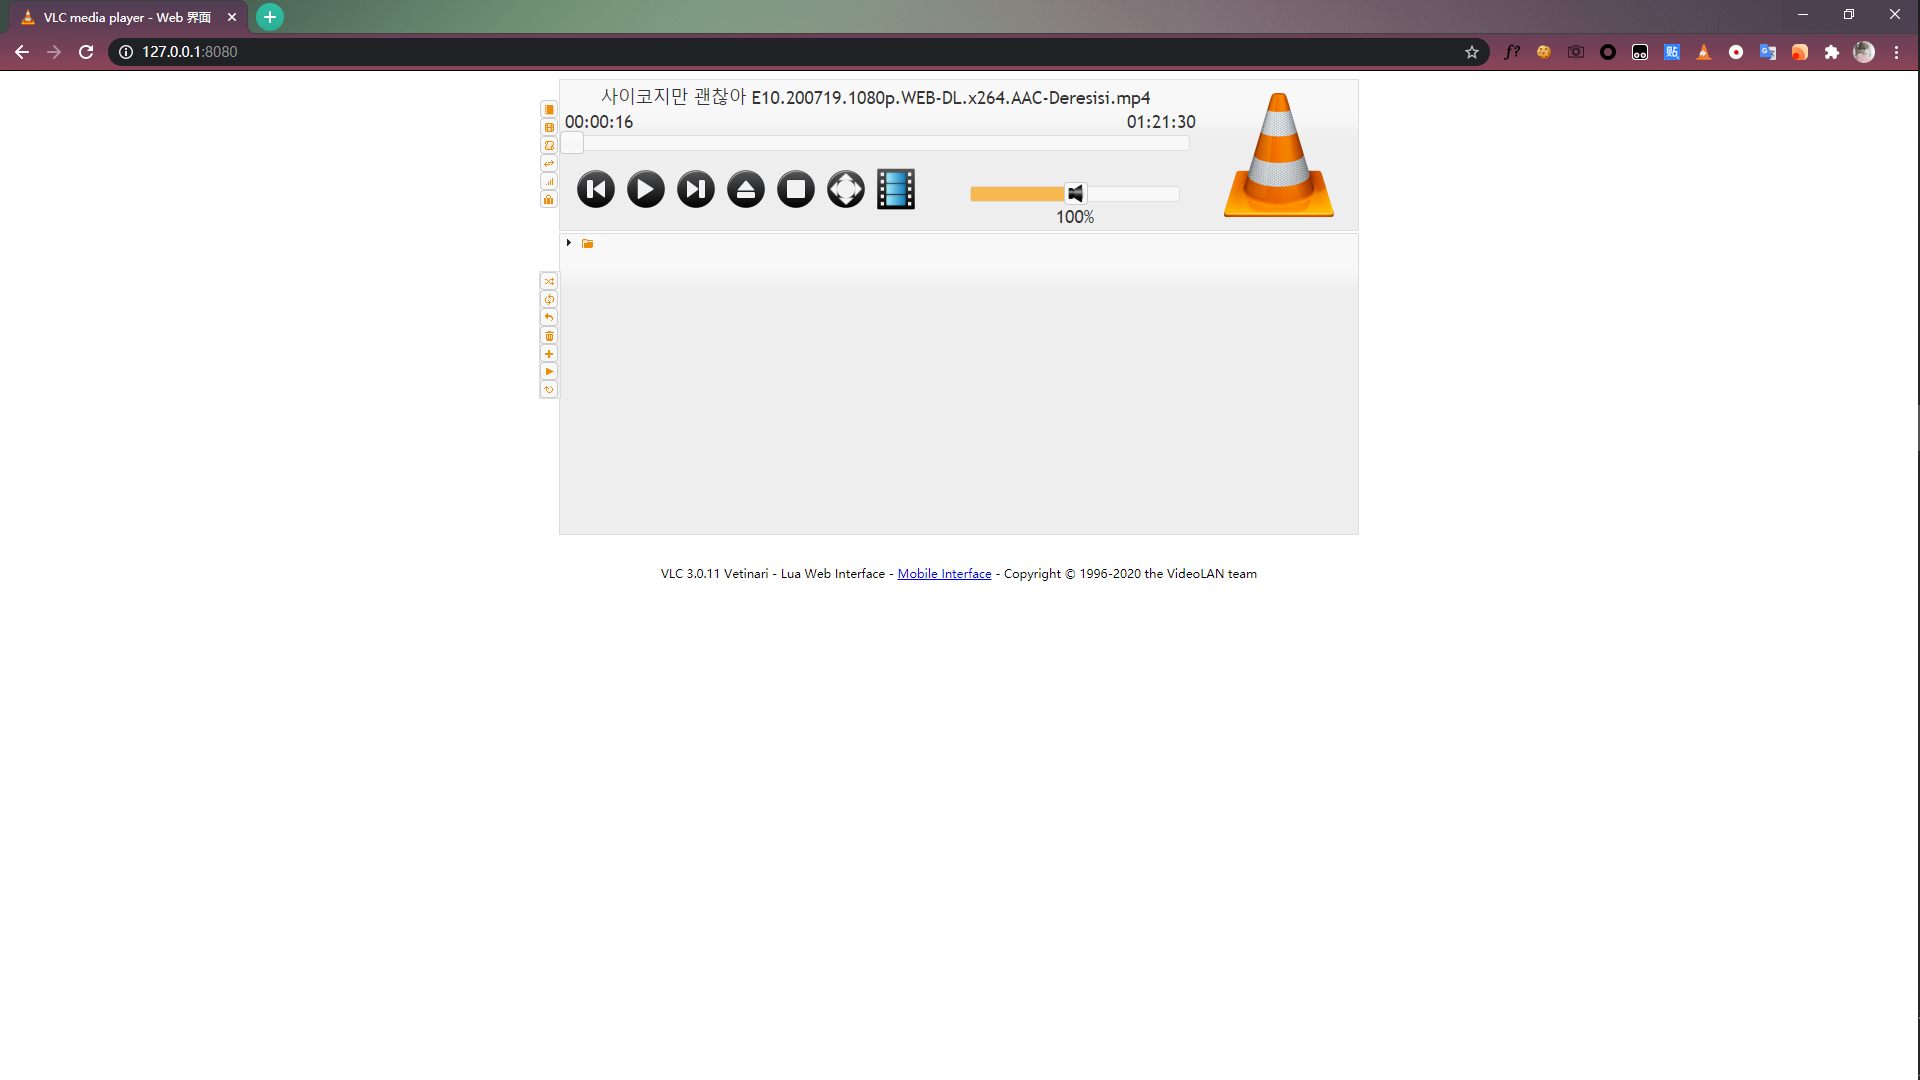 VLC media player - Web 界面
127.0.0.1:8080
f?
贴
사이코지만 괜찮아 E10.200719.1080p.WEB-DL.x264.AAC-Deresisi.mp4
00:00:16
01:21:30
100%
VLC 3.0.11 Vetinari - Lua Web Interface - Mobile Interface - Copyright © 1996-2020 the VideoLAN team